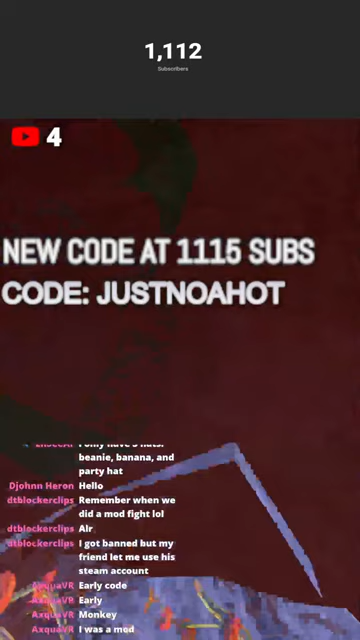 1,112
Subscribers
4
NEW CODE AT 1115 SUBS
CODE: JUSTNOAHOT
I only have 3 hats:
beanie, banana, and
party hat
Djohnn Heron Hello
dtblockerclips Remember when we
did a mod fight lol
dtblockerclips Alr
dtblockerclips I got banned but my
friend let me use his
steam account
AxquaVR Early code
AxquaVR Early
AxquaVR Monkey
AxquaVR I was a mod